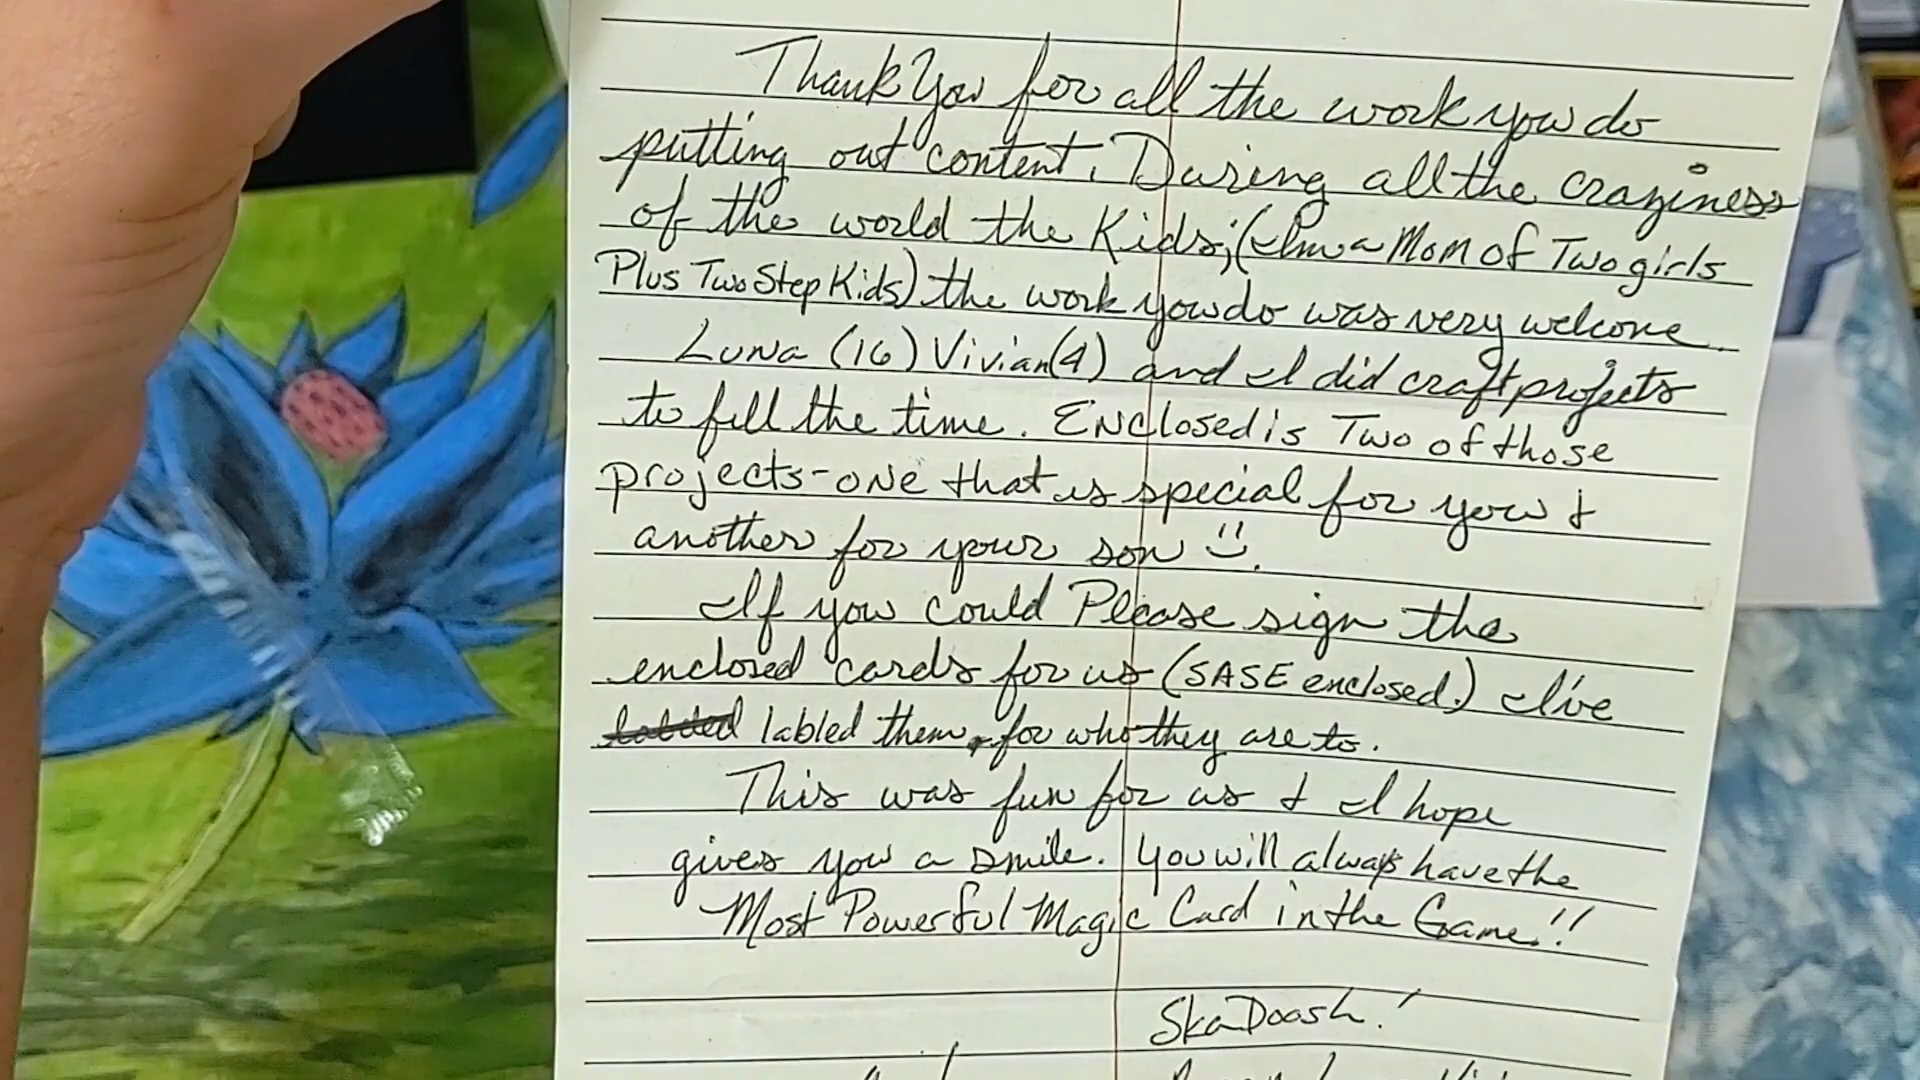 Thank You for all the work you do
putting out content. During all the craziness
of the world the Kids; (I'm a Mom of Two girls
Plus Two Step Kids) the work you do was very welcome.
Luna (16) Vivian (4) and I did craft projects
to fill the time. Enclosed is Two of those
projects - one that is special for you &
another for your son
If you could Please sign the
enclosed cards for us (SASE enclosed.) I've
labled them for who they are to.
This was fun for us & I hope
gives you a smile. You will always have the
Most Powerful Magic Card in the Game!!
SkaDoosh!